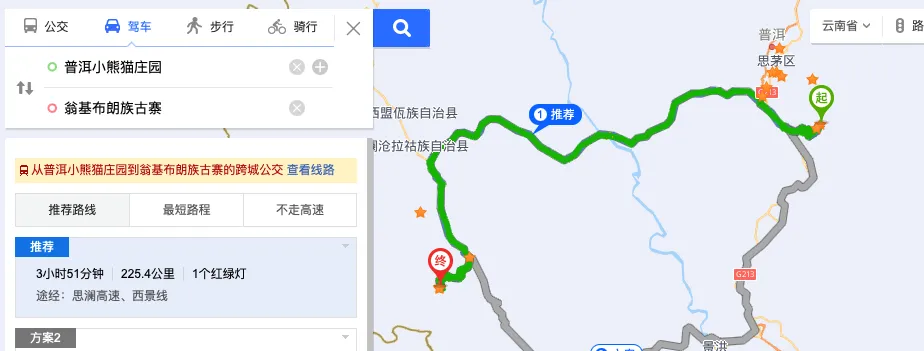 公交
驾车
步行
骑行
普洱小熊猫庄园
翁基布朗族古寨
从普洱小熊猫庄园到翁基布朗族古寨的跨城公交 查看线路
推荐路线
最短路程
不走高速
推荐
3小时51分钟
225.4公里
1个红绿灯
途经：思澜高速、西景线
方案2
云南省
路
普洱
思茅区
G213
起
西盟佤族自治县
1 推荐
澜沧拉祜族自治县
终
G213
景洪